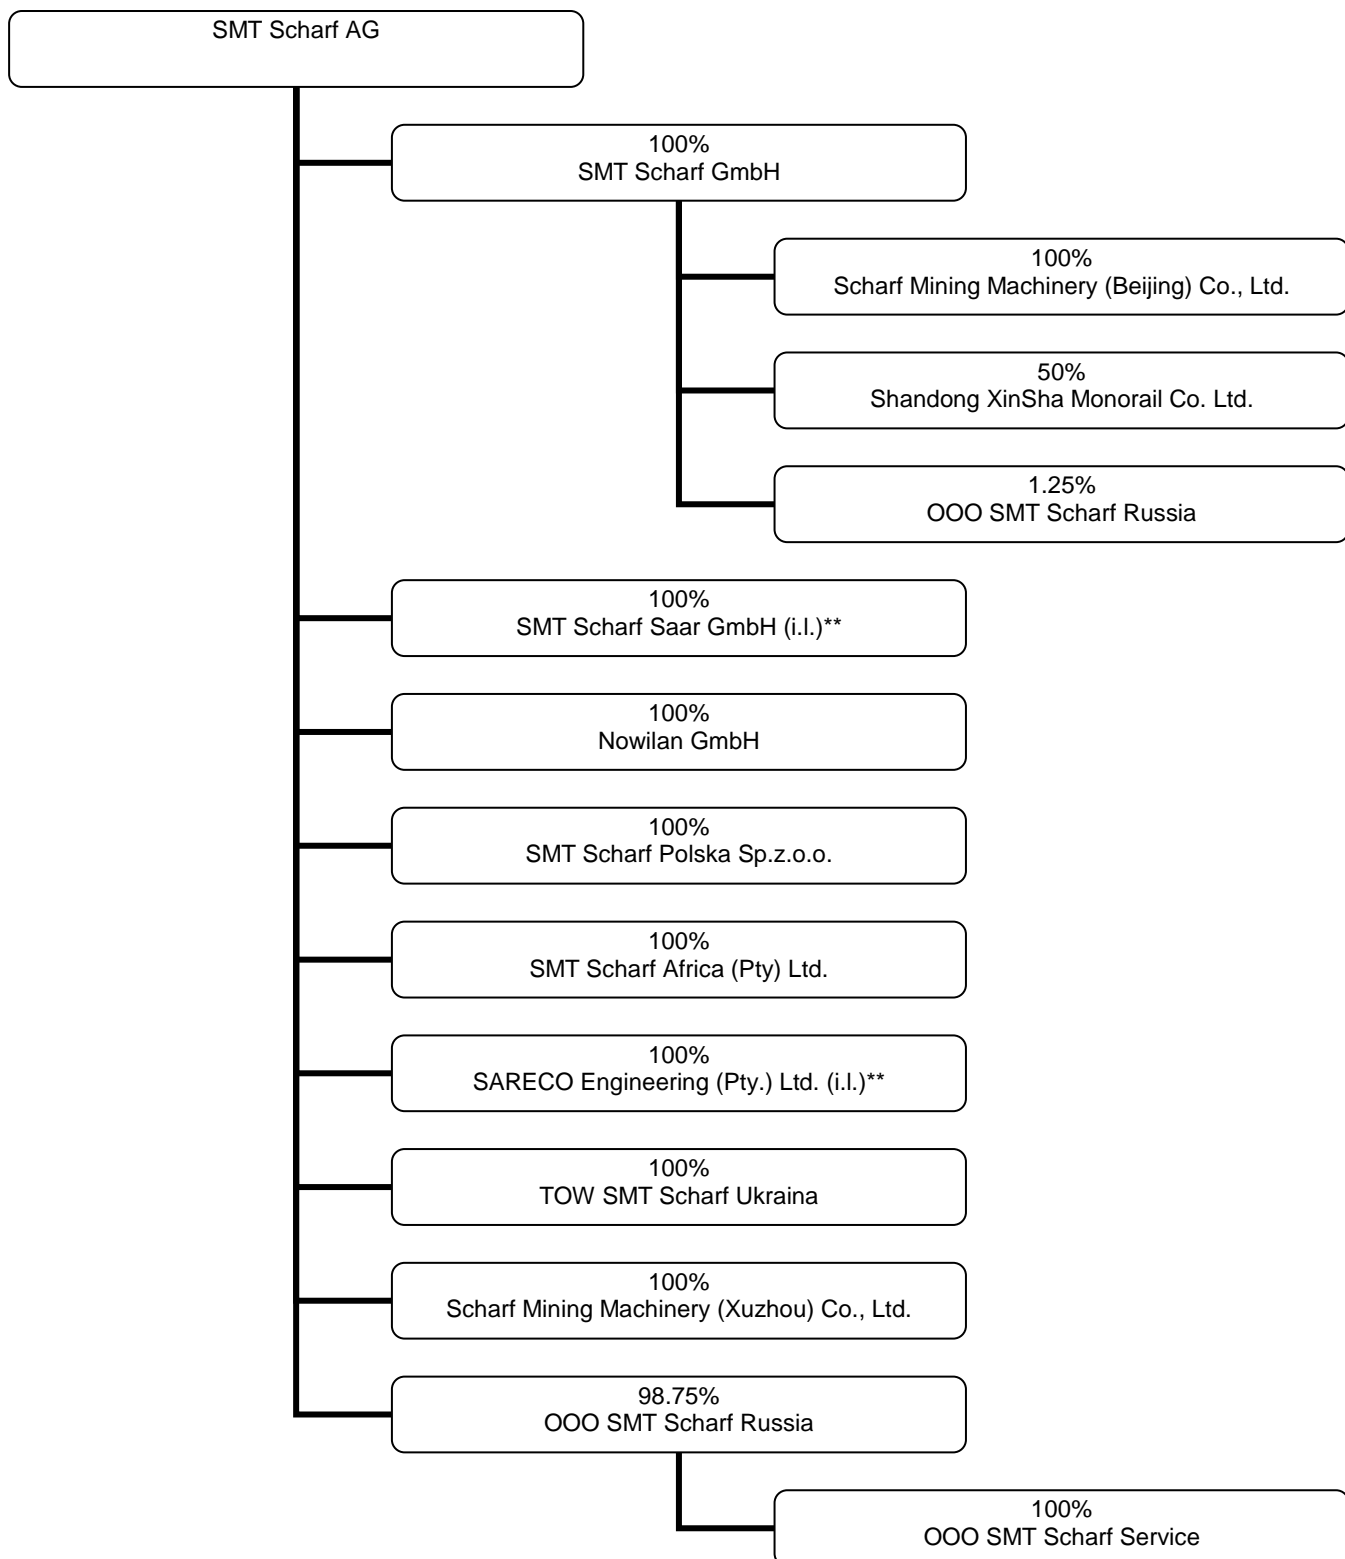 SMT Scharf AG
100%
SMT Scharf GmbH
100%
Scharf Mining Machinery (Beijing) Co., Ltd.
50%
Shandong XinSha Monorail Co. Ltd.
1.25%
OOO SMT Scharf Russia
100%
SMT Scharf Saar GmbH (i.l.)**
100%
Nowilan GmbH
100%
SMT Scharf Polska Sp.z.o.o.
100%
SMT Scharf Africa (Pty) Ltd.
100%
SARECO Engineering (Pty.) Ltd. (i.l.)**
100%
TOW SMT Scharf Ukraina
100%
Scharf Mining Machinery (Xuzhou) Co., Ltd.
98.75%
OOO SMT Scharf Russia
100%
OOO SMT Scharf Service